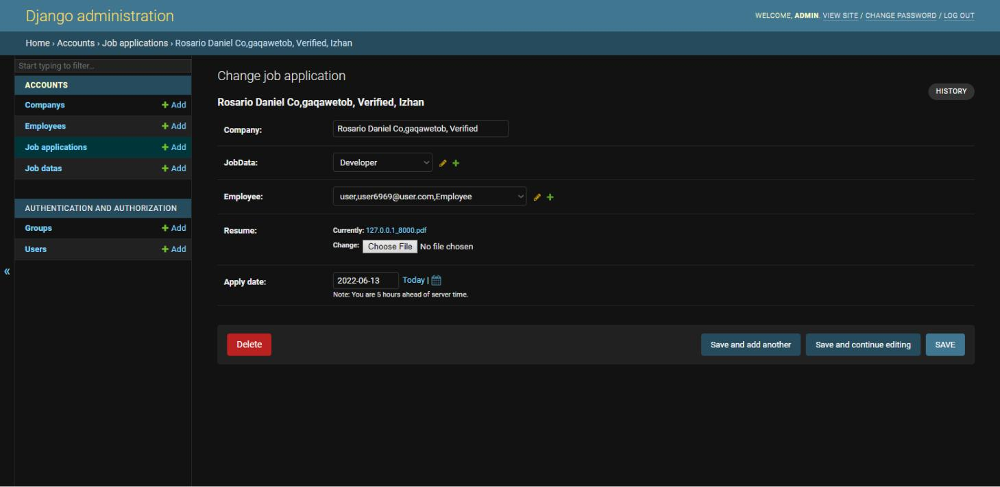 Django administration
WELCOME, ADMIN. VIEW SITE / CHANGE PASSWORD / LOG OUT
Home › Accounts › Job applications › Rosario Daniel Co,gaqawetob, Verified, Izhan
Start typing to filter...
ACCOUNTS
Companys + Add
Employees + Add
Job applications + Add
Job datas + Add
AUTHENTICATION AND AUTHORIZATION
Groups + Add
Users + Add
«
Change job application
HISTORY
Rosario Daniel Co,gaqawetob, Verified, Izhan
Company: Rosario Daniel Co,gaqawetob, Verified
JobData: Developer
Employee: user,user6969@user.com,Employee
Resume: Currently: 127.0.0.1_8000.pdf
Change: Choose File No file chosen
Apply date: 2022-06-13 Today |
Note: You are 5 hours ahead of server time.
Delete Save and add another Save and continue editing SAVE